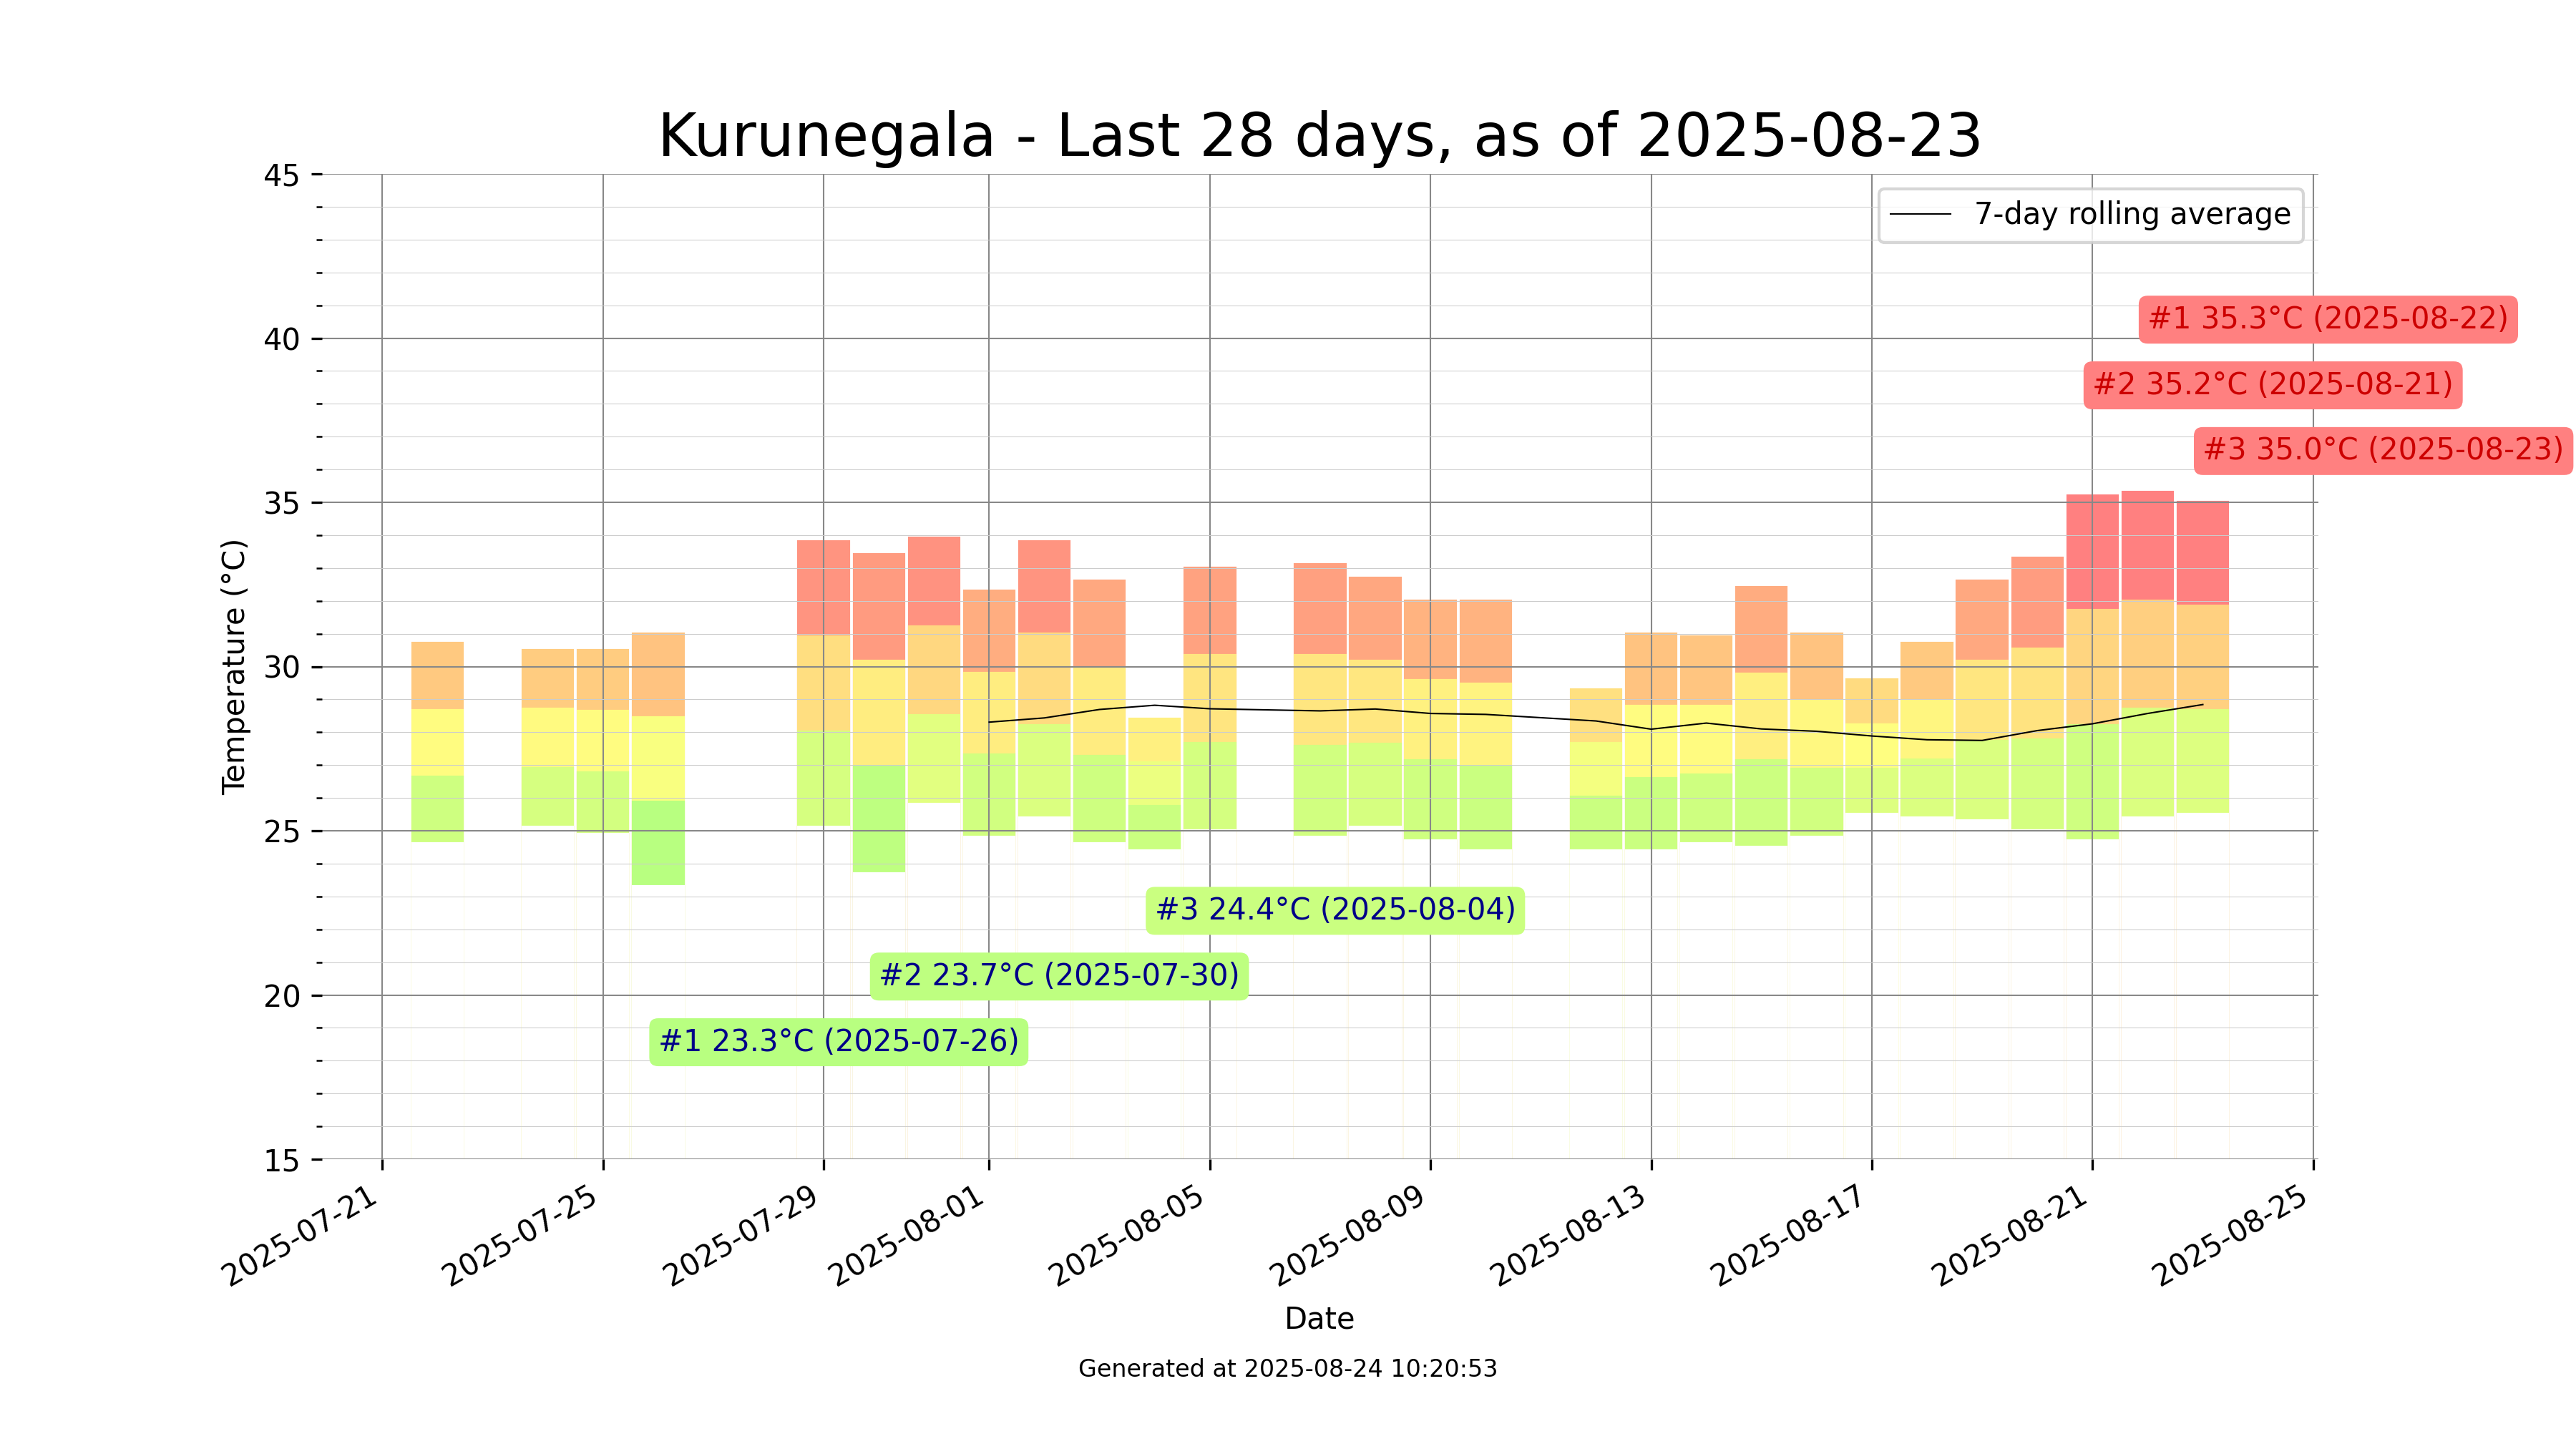 Kurunegala - Last 28 days, as of 2025-08-23
45
40
35
30
25
20
15
Temperature (°C)
7-day rolling average
#1 35.3°C (2025-08-22)
#2 35.2°C (2025-08-21)
#3 35.0°C (2025-08-23)
#3 24.4°C (2025-08-04)
#2 23.7°C (2025-07-30)
#1 23.3°C (2025-07-26)
2025-07-21
2025-07-25
2025-07-29
2025-08-01
2025-08-05
2025-08-09
2025-08-13
2025-08-17
2025-08-21
2025-08-25
Date
Generated at 2025-08-24 10:20:53